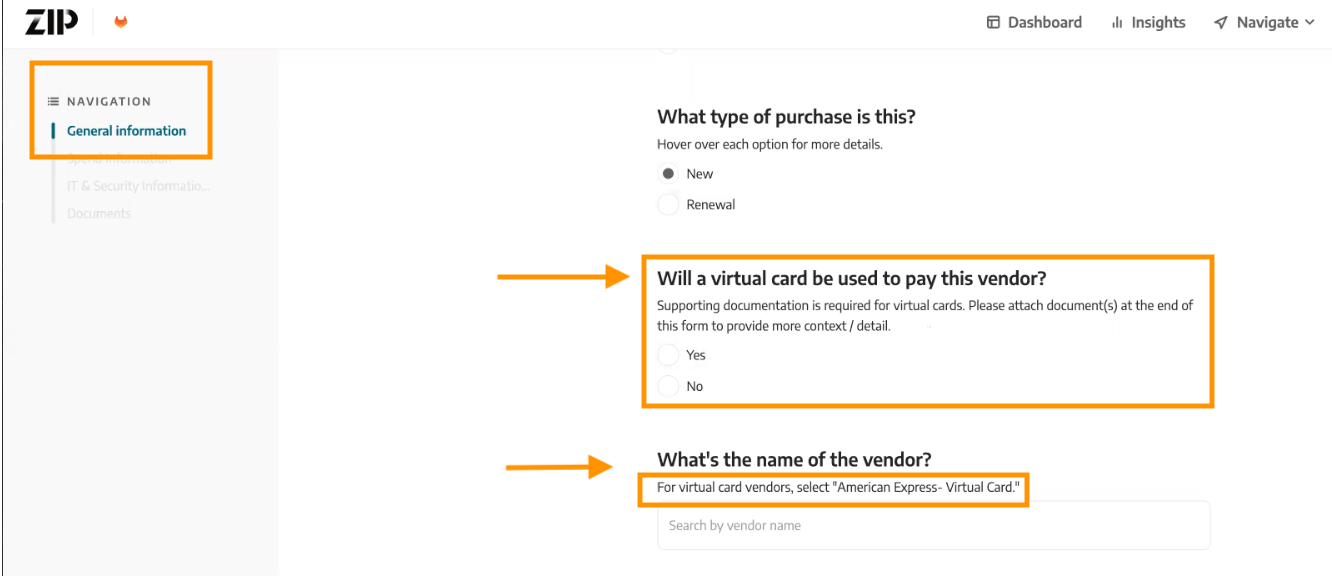 ZIP
Dashboard
Insights
Navigate
NAVIGATION
General information
Spend Information
IT & Security Informatio...
Documents
What type of purchase is this?
Hover over each option for more details.
New
Renewal
Will a virtual card be used to pay this vendor?
Supporting documentation is required for virtual cards. Please attach document(s) at the end of
this form to provide more context / detail.
Yes
No
What's the name of the vendor?
For virtual card vendors, select "American Express- Virtual Card."
Search by vendor name